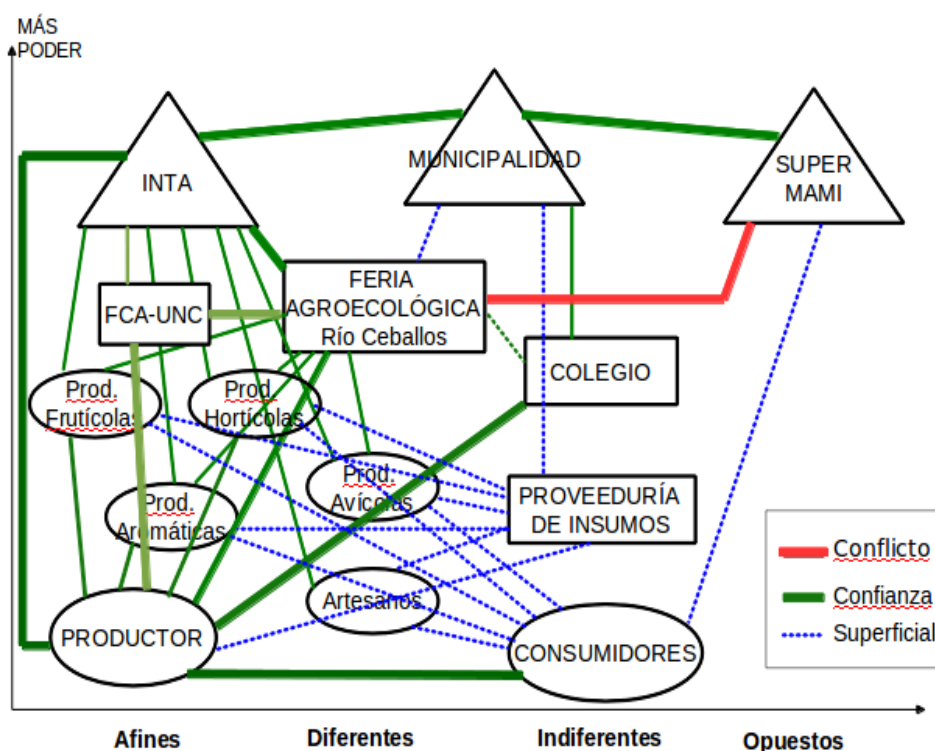 MÁS
PODER
INTA
MUNICIPALIDAD
SUPER
MAMI
FERIA
AGROECOLÓGICA
Río Ceballos
FCA-UNC
COLEGIO
Prod.
Frutícolas
Prod.
Hortícolas
Prod.
Avícolas
Prod.
Aromáticas
PROVEEDURÍA
DE INSUMOS
Artesanos
PRODUCTOR
CONSUMIDORES
Conflicto
Confianza
Superficial
Afines
Diferentes
Indiferentes
Opuestos